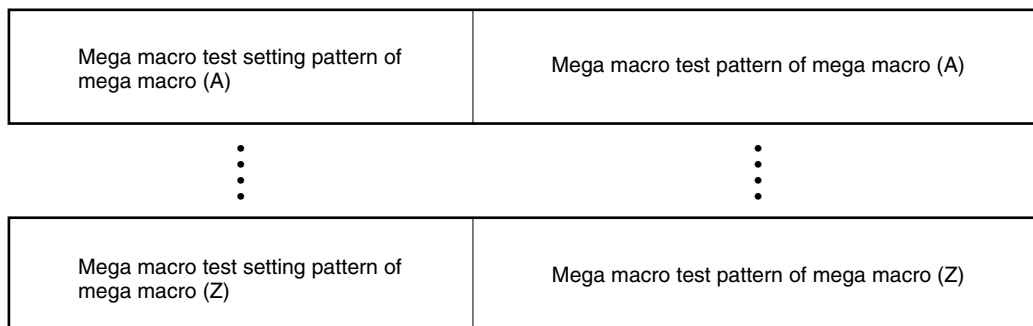 Mega macro test setting pattern of
mega macro (A)
Mega macro test pattern of mega macro (A)
Mega macro test setting pattern of
mega macro (Z)
Mega macro test pattern of mega macro (Z)